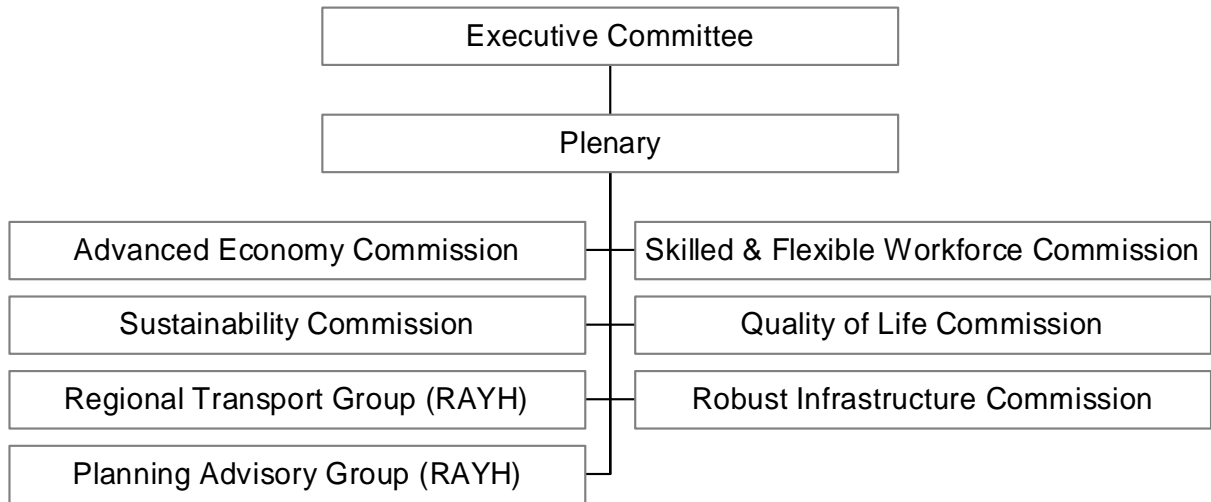 Executive Committee
Plenary
Advanced Economy Commission
Skilled & Flexible Workforce Commission
Sustainability Commission
Quality of Life Commission
Regional Transport Group (RAYH)
Robust Infrastructure Commission
Planning Advisory Group (RAYH)